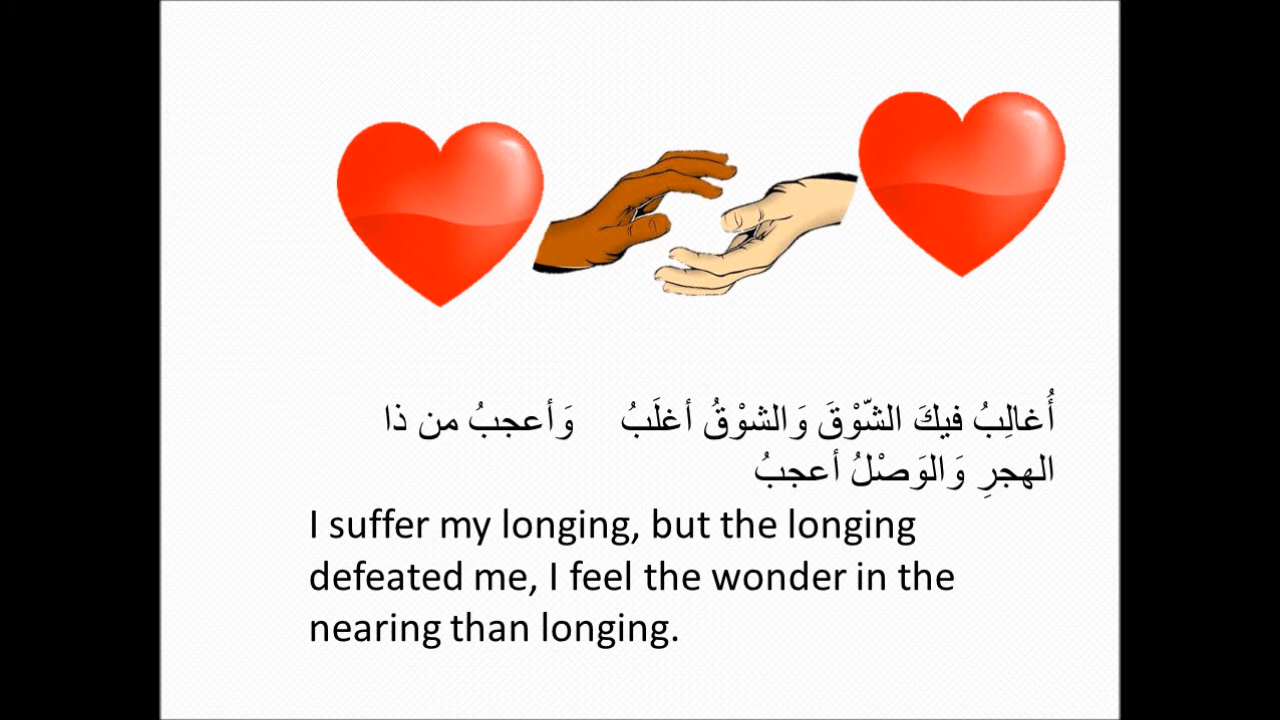 أُغالِبُ فيكَ الشّوْقَ وَالشوْقُ أغلَبُ وَأعجبُ من ذا
الهجرِ وَالوَصْلُ أعجبُ
I suffer my longing, but the longing
defeated me, I feel the wonder in the
nearing than longing.